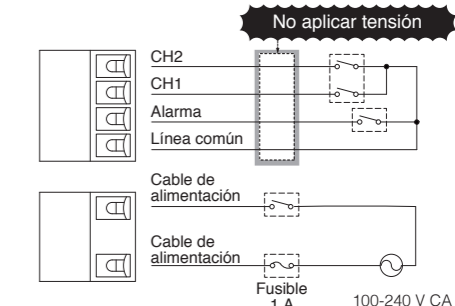 No aplicar tensión
CH2
CH1
Alarma
Línea común
Cable de
alimentación
Cable de
alimentación
Fusible
1 A
100-240 V CA